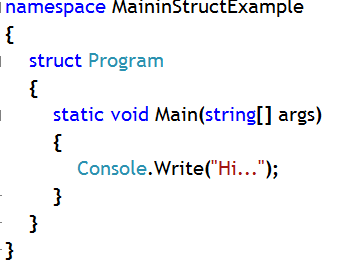 namespace MaininStructExample
{
struct Program
{
static void Main(string[] args)
{
Console.Write("Hi...");
}
}
}